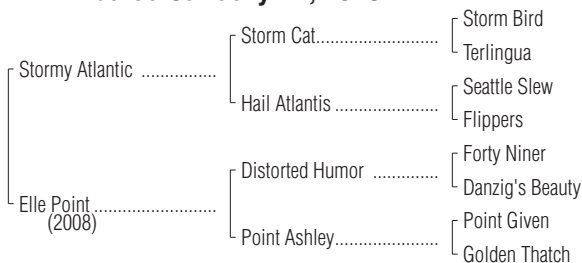 Storm Bird
Storm Cat
Terlingua
Stormy Atlantic
Seattle Slew
Hail Atlantis
Flippers
Forty Niner
Distorted Humor
Danzig's Beauty
Elle Point
(2008)
Point Given
Point Ashley
Golden Thatch